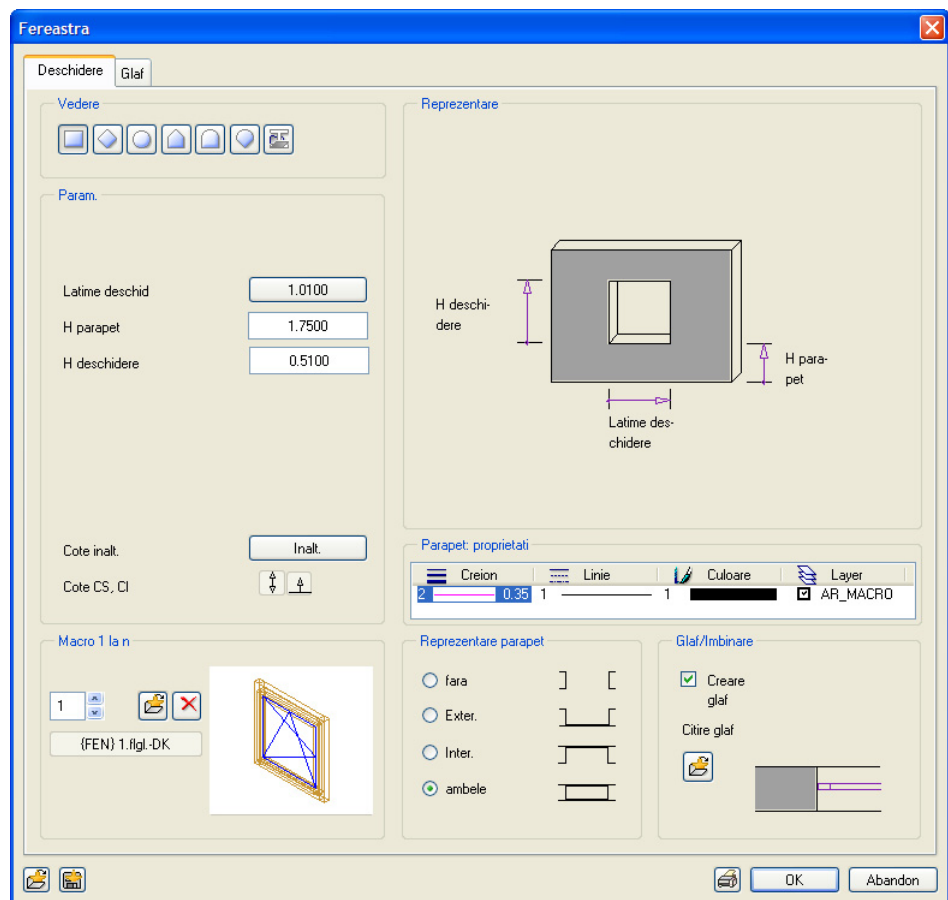 Fereastra
Deschidere
Glaf
Vedere
Reprezentare
Param.
Latime deschid
1.0100
H parapet
1.7500
H deschidere
0.5100
H deschi-
dere
H para-
pet
Latime des-
chidere
Cote inalt.
Inalt.
Cote CS, CI
Parapet: proprietati
Creion
Linie
Culoare
Layer
2
0.35
1
1
AR_MACRO
Macro 1 la n
1
{FEN} 1.flgl.-DK
Reprezentare parapet
fara
Exter.
Inter.
ambele
Glaf/Imbinare
Creare
glaf
Citire glaf
OK
Abandon